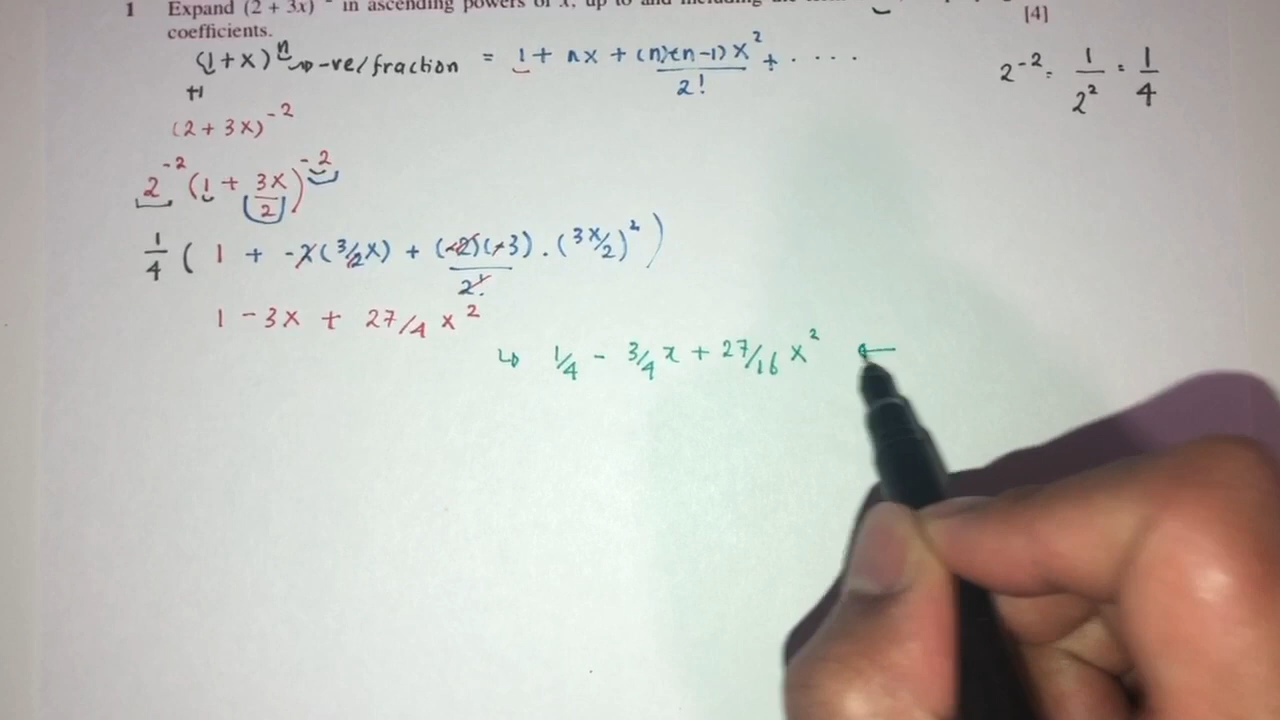 1 Expand (2 + 3x) in ascending powers of x, up to and including the
coefficients.
[4]
(1+x)^n → -ve/fraction = 1 + nx + (n)(n-1)x^2/2! + ....
2^-2 = 1/2^2 = 1/4
+1
(2+3x)^-2
2^-2 (1 + 3x/2)^-2
1/4 ( 1 + -2(3/2x) + (-2)(-3)/2! . (3x/2)^2 )
1 - 3x + 27/4 x^2
↳ 1/4 - 3/4x + 27/16 x^2 ←